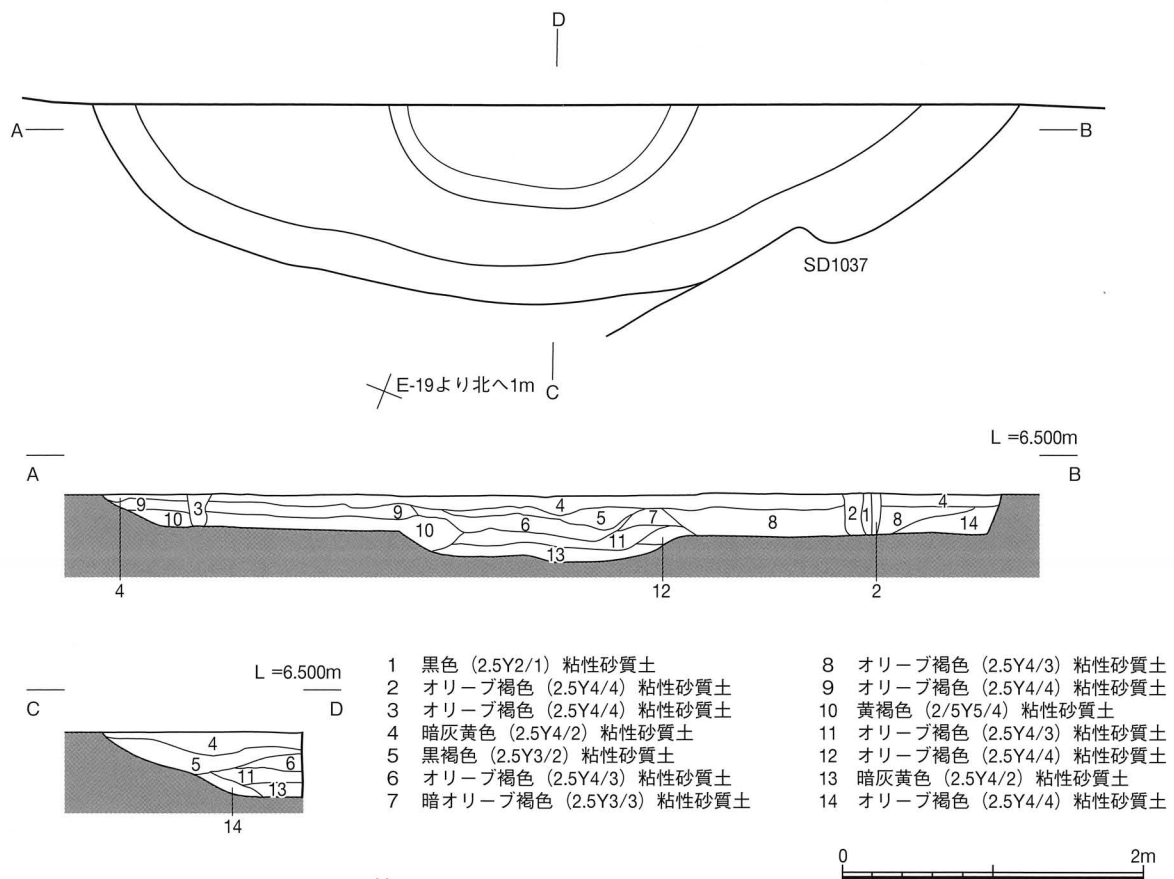 D
A
B
SD1037
E-19より北へ1m
C
L =6.500m
A
B
9
3
10
9
10
4
6
5
7
11
13
8
2
1
8
4
14
4
12
2
L =6.500m
C
D
4
5
6
11
13
14
1 黒色（2.5Y2/1）粘性砂質土
2 オリーブ褐色（2.5Y4/4）粘性砂質土
3 オリーブ褐色（2.5Y4/4）粘性砂質土
4 暗灰黄色（2.5Y4/2）粘性砂質土
5 黒褐色（2.5Y3/2）粘性砂質土
6 オリーブ褐色（2.5Y4/3）粘性砂質土
7 暗オリーブ褐色（2.5Y3/3）粘性砂質土
8 オリーブ褐色（2.5Y4/3）粘性砂質土
9 オリーブ褐色（2.5Y4/4）粘性砂質土
10 黄褐色（2/5Y5/4）粘性砂質土
11 オリーブ褐色（2.5Y4/3）粘性砂質土
12 オリーブ褐色（2.5Y4/4）粘性砂質土
13 暗灰黄色（2.5Y4/2）粘性砂質土
14 オリーブ褐色（2.5Y4/4）粘性砂質土
0 2m